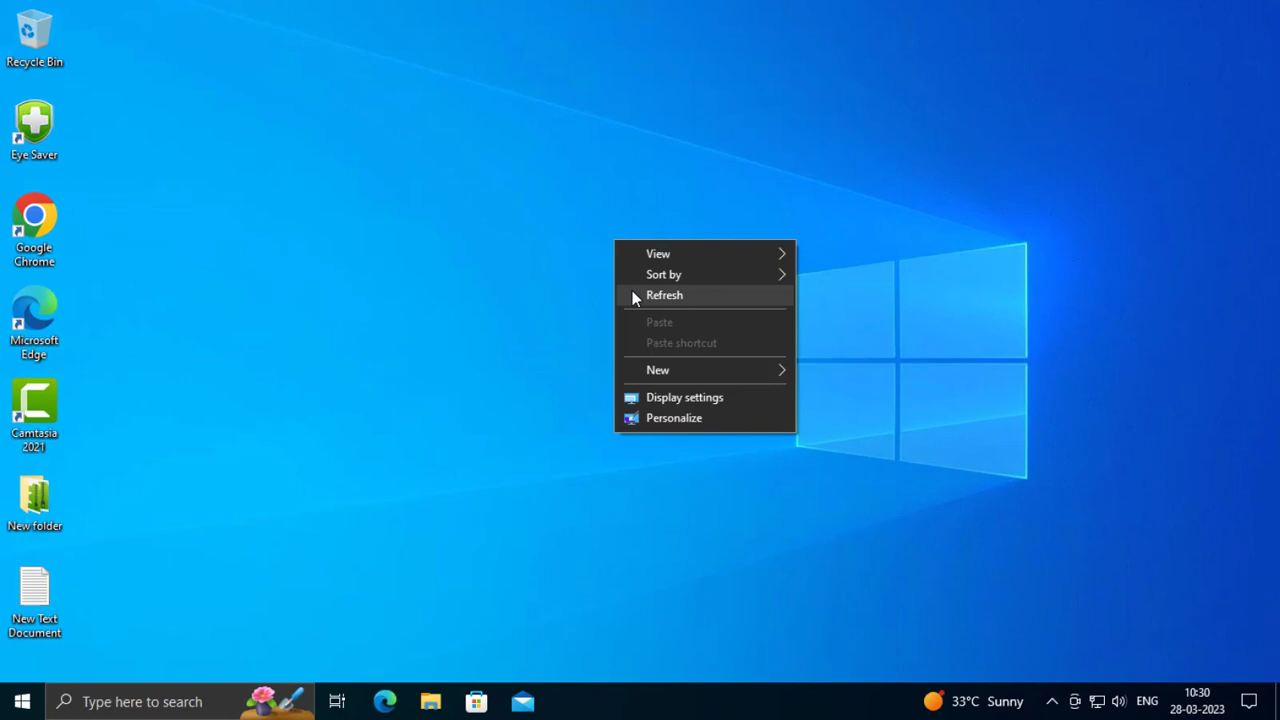 Recycle Bin
Eye Saver
Google
Chrome
Microsoft
Edge
Camtasia
2021
New folder
New Text
Document
View
Sort by
Refresh
Paste
Paste shortcut
New
Display settings
Personalize
Type here to search
33°C Sunny
ENG
10:30
28-03-2023